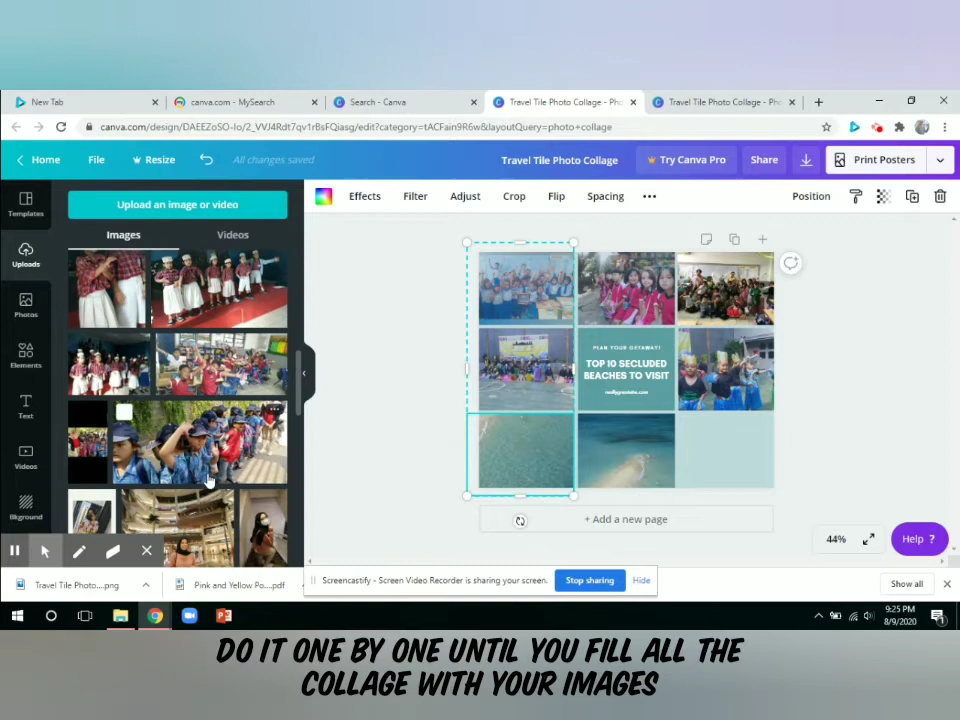 New Tab
canva.com - MySearch
Search - Canva
Travel Tile Photo Collage - Ph
Travel Tile Photo Collage - Ph
canva.com/design/DAEEZoSO-Io/2_VVJ4Rdt7qv1rBsFQiasg/edit?category=tACFain9R6w&layoutQuery=photo+collage
Home
File
Resize
All changes saved
Travel Tile Photo Collage
Try Canva Pro
Share
Print Posters
Templates
Uploads
Photos
Elements
Text
Videos
Bkground
Upload an image or video
Images
Videos
Effects
Filter
Adjust
Crop
Flip
Spacing
Position
PLAN YOUR GETAWAY!
TOP 10 SECLUDED
BEACHES TO VISIT
reallygreatsite.com
+ Add a new page
44%
Help ?
Travel Tile Photo....png
Pink and Yellow Po....pdf
Screencastify - Screen Video Recorder is sharing your screen.
Stop sharing
Hide
Show all
9:25 PM
8/9/2020
DO IT ONE BY ONE UNTIL YOU FILL ALL THE
COLLAGE WITH YOUR IMAGES